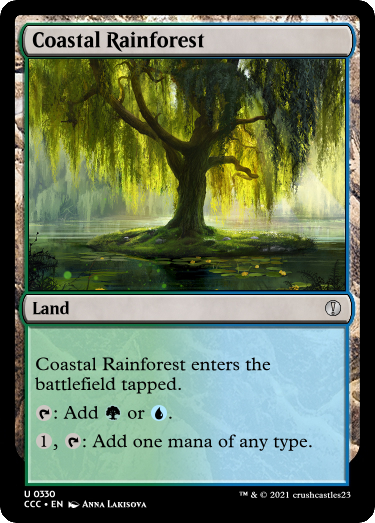 Coastal Rainforest
Land
Coastal Rainforest enters the
battlefield tapped.
: Add or .
1, : Add one mana of any type.
U 0330
CCC • EN Anna Lakisova
™ & © 2021 crushcastles23